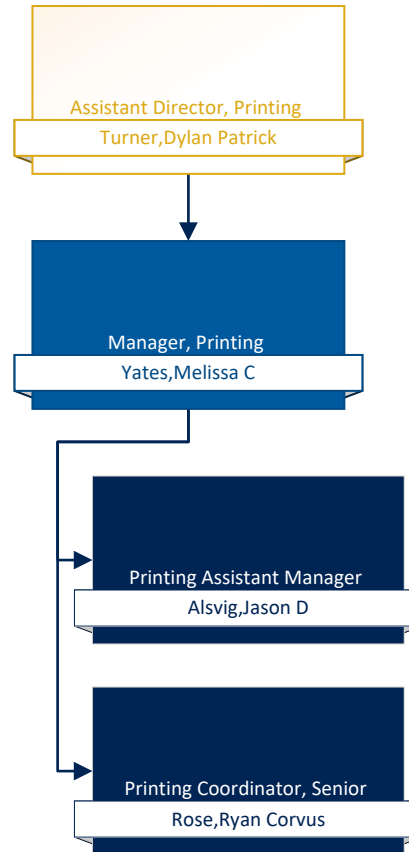 Assistant Director, Printing
Turner,Dylan Patrick
Manager, Printing
Yates,Melissa C
Printing Assistant Manager
Alsvig,Jason D
Printing Coordinator, Senior
Rose,Ryan Corvus